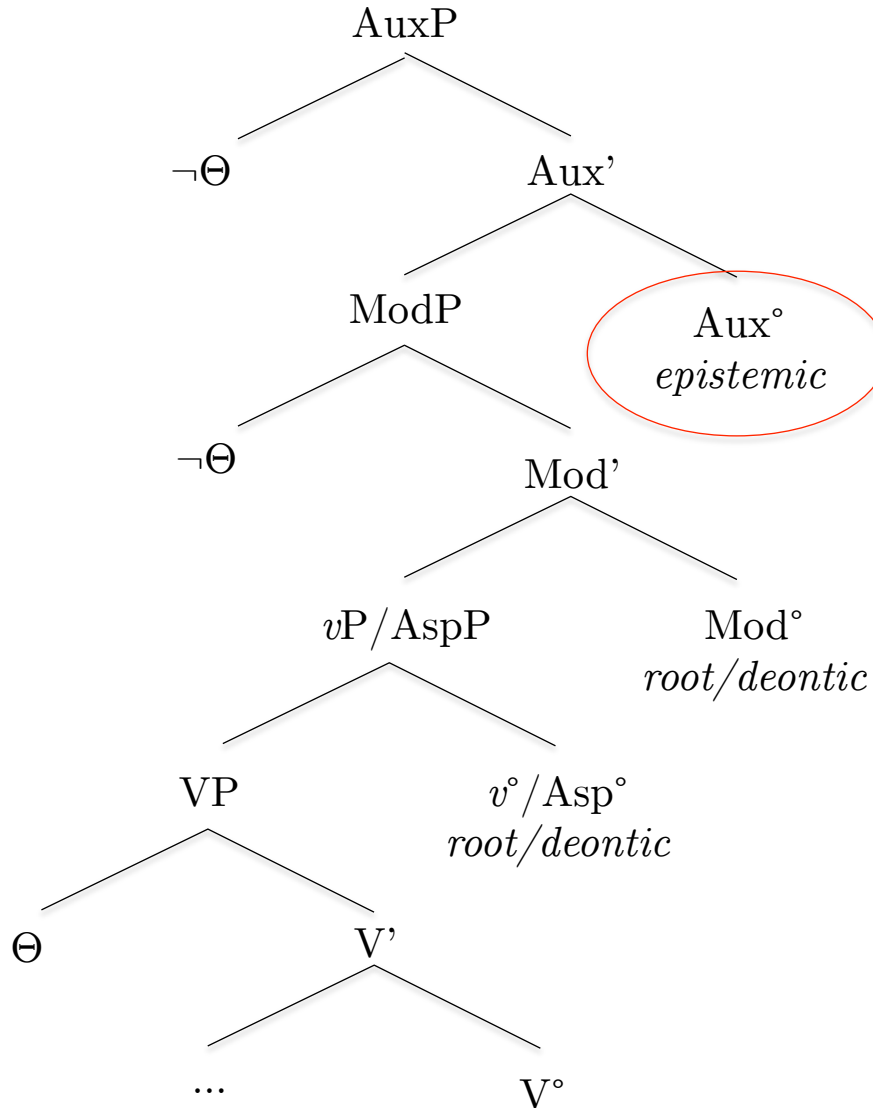 AuxP
¬Θ
Aux’
ModP
Aux°
epistemic
¬Θ
Mod’
vP/AspP
Mod°
root/deontic
VP
v°/Asp°
root/deontic
Θ
V’
...
V°